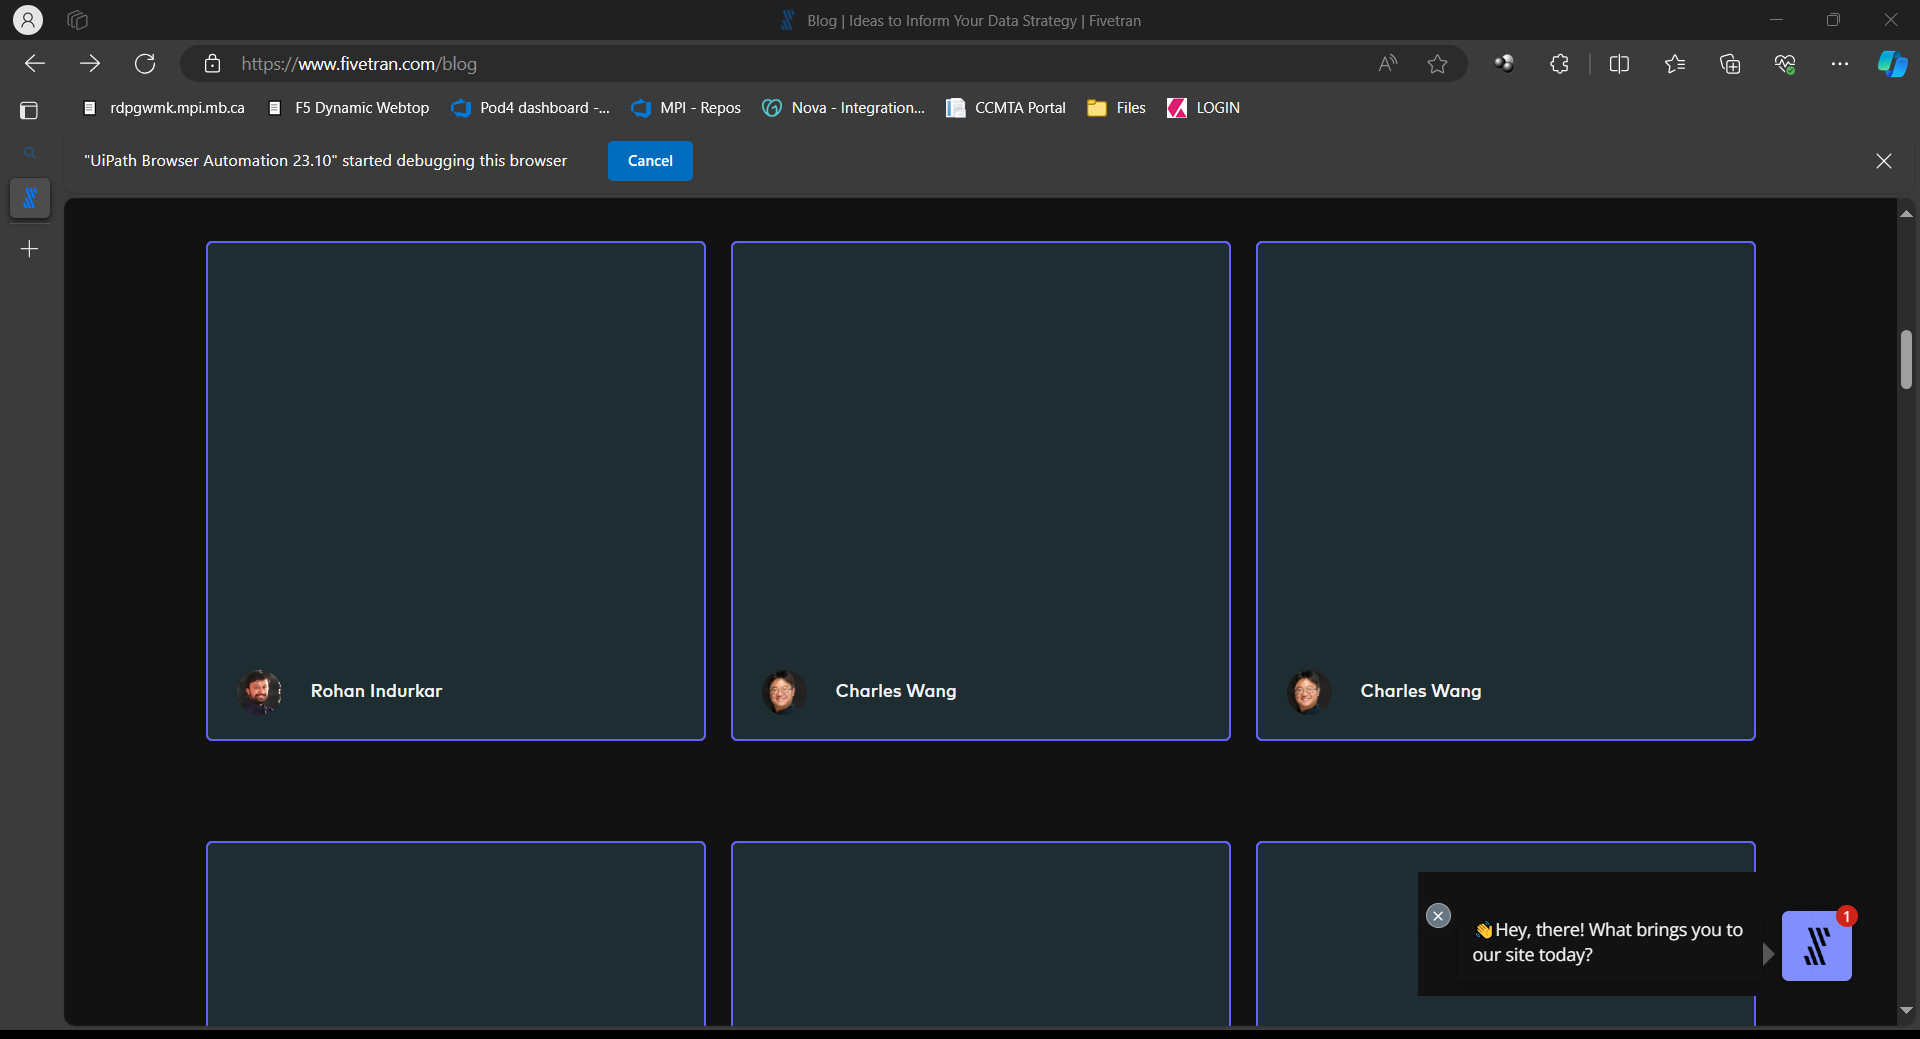 Blog | Ideas to Inform Your Data Strategy | Fivetran
https://www.fivetran.com/blog
rdpgwmk.mpi.mb.ca F5 Dynamic Webtop Pod4 dashboard -... MPI - Repos Nova - Integration... CCMTA Portal Files LOGIN
"UiPath Browser Automation 23.10" started debugging this browser Cancel
Rohan Indurkar Charles Wang Charles Wang
1
👋Hey, there! What brings you to
our site today?